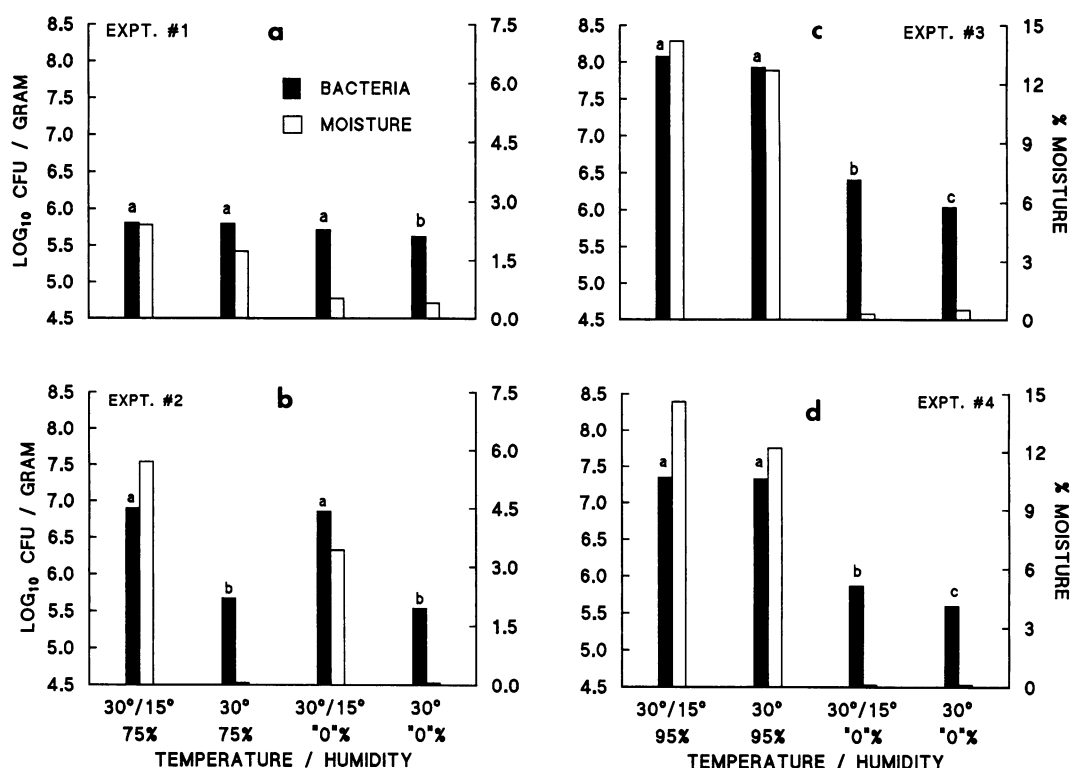 EXPT. #1
a
BACTERIA
MOISTURE
LOG₁₀ CFU / GRAM
8.5
8.0
7.5
7.0
6.5
6.0
5.5
5.0
4.5
a
a
a
b
7.5
6.0
4.5
3.0
1.5
0.0
c
EXPT. #3
8.5
8.0
7.5
7.0
6.5
6.0
5.5
5.0
4.5
a
a
b
c
15
12
9
6
3
0
% MOISTURE
EXPT. #2
b
LOG₁₀ CFU / GRAM
8.5
8.0
7.5
7.0
6.5
6.0
5.5
5.0
4.5
a
b
a
b
7.5
6.0
4.5
3.0
1.5
0.0
30°/15° 30° 30°/15° 30°
75% 75% "0"% "0"%
TEMPERATURE / HUMIDITY
d
EXPT. #4
8.5
8.0
7.5
7.0
6.5
6.0
5.5
5.0
4.5
a
a
b
c
15
12
9
6
3
0
% MOISTURE
30°/15° 30° 30°/15° 30°
95% 95% "0"% "0"%
TEMPERATURE / HUMIDITY